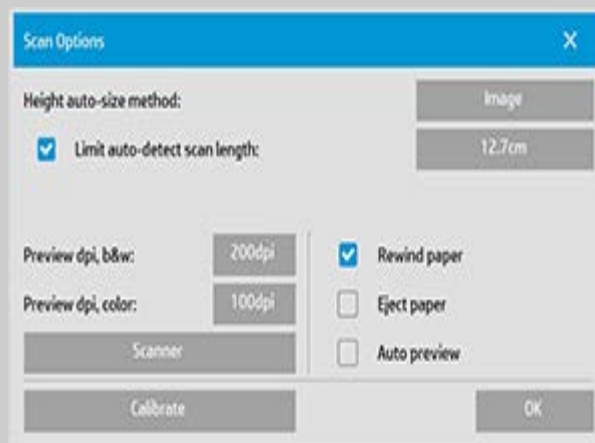 Scan Options
Height auto-size method: Image
Limit auto-detect scan length: 12.7cm
Preview dpi, b&w: 200dpi
Rewind paper
Preview dpi, color: 100dpi
Eject paper
Scanner
Auto preview
Calibrate
OK